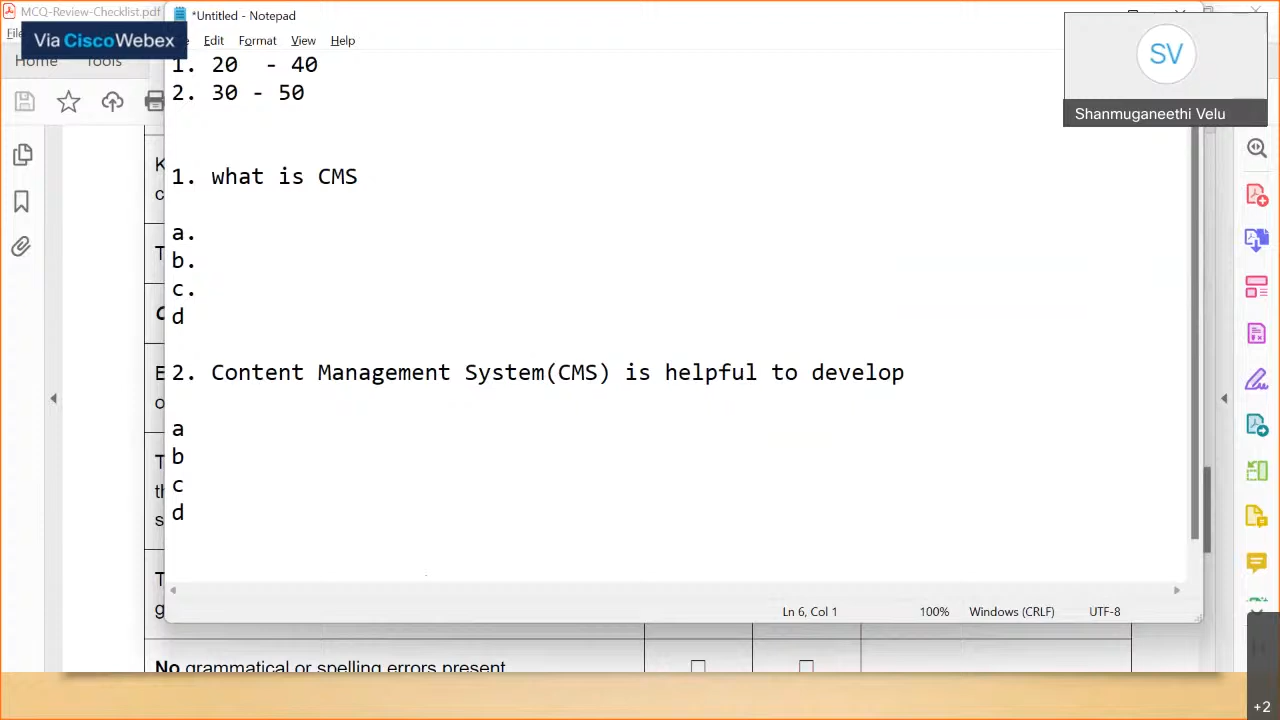 MCQ-Review-Checklist.pdf
*Untitled - Notepad
Via Cisco Webex
Edit Format View Help
Home Tools
SV
Shanmuganeethi Velu
1. 20 - 40
2. 30 - 50
1. what is CMS
a.
b.
c.
d
2. Content Management System(CMS) is helpful to develop
a
b
c
d
Ln 6, Col 1 100% Windows (CRLF) UTF-8
No grammatical or spelling errors present
+2